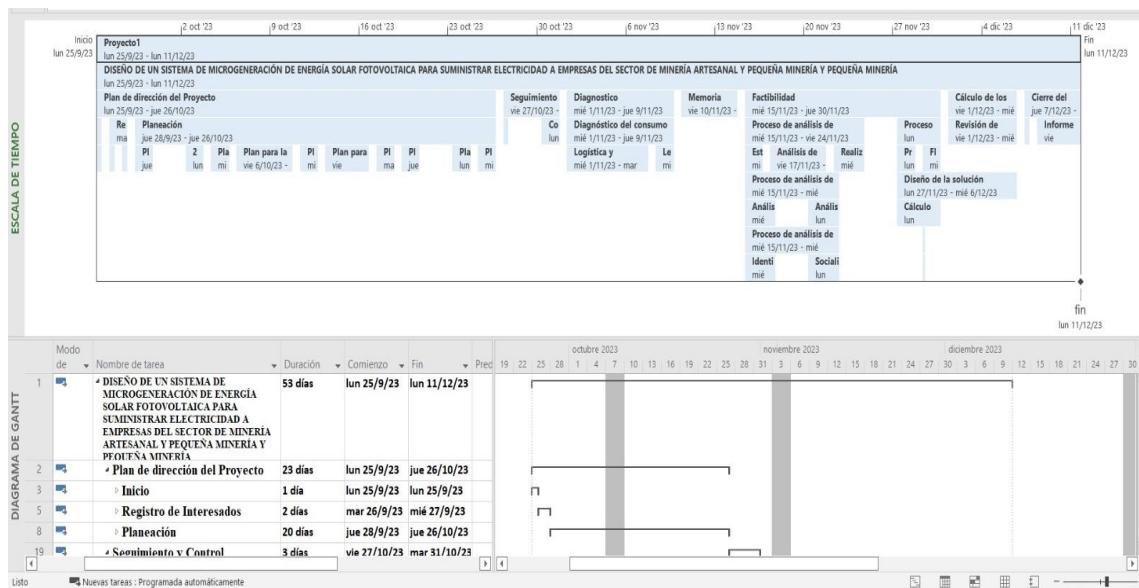 2 oct '23 9 oct '23 16 oct '23 23 oct '23 30 oct '23 6 nov '23 13 nov '23 20 nov '23 27 nov '23 4 dic '23 11 dic '23
Inicio
lun 25/9/23
Fin
lun 11/12/23
Proyecto1
lun 25/9/23 - lun 11/12/23
DISEÑO DE UN SISTEMA DE MICROGENERACIÓN DE ENERGÍA SOLAR FOTOVOLTAICA PARA SUMINISTRAR ELECTRICIDAD A EMPRESAS DEL SECTOR DE MINERÍA ARTESANAL Y PEQUEÑA MINERÍA Y PEQUEÑA MINERÍA
lun 25/9/23 - lun 11/12/23
Plan de dirección del Proyecto Seguimiento Diagnostico Memoria Factibilidad Cálculo de los Cierre del
lun 25/9/23 - jue 26/10/23 vie 27/10/23 - mié 1/11/23 - jue 9/11/23 vie 10/11/23 - mié 15/11/23 - jue 30/11/23 vie 1/12/23 - mié jue 7/12/23 -
Re Planeación Co Diagnóstico del consumo Proceso de análisis de Proceso Revisión de Informe
ma jue 28/9/23 - jue 26/10/23 lun mié 1/11/23 - jue 9/11/23 mié 15/11/23 - vie 24/11/23 lun vie 1/12/23 - mié vie
Pl 2 Pla Plan para la Pl Plan para Pl Pl Pla Pl Logística y Le Est Análisis de Realiz Pr Fl
jue lun mi vie 6/10/23 - mi vie ma jue lun mi mié 1/11/23 - mar mi mi vie 17/11/23 - mié lun mi
Proceso de análisis de Diseño de la solución
mié 15/11/23 - mié lun 27/11/23 - mié 6/12/23
Anális Anális Cálculo
mié lun lun
Proceso de análisis de
mié 15/11/23 - mié
Identi Sociali
mié lun
ESCALA DE TIEMPO
fin
lun 11/12/23
Modo de Nombre de tarea Duración Comienzo Fin Pred
octubre 2023 noviembre 2023 diciembre 2023
19 22 25 28 1 4 7 10 13 16 19 22 25 28 31 3 6 9 12 15 18 21 24 27 30 3 6 9 12 15 18 21 24 27 30
1 DISEÑO DE UN SISTEMA DE 53 días lun 25/9/23 lun 11/12/23
MICROGENERACIÓN DE ENERGÍA
SOLAR FOTOVOLTAICA PARA
SUMINISTRAR ELECTRICIDAD A
EMPRESAS DEL SECTOR DE MINERÍA
ARTESANAL Y PEQUEÑA MINERÍA Y
PEQUEÑA MINERÍA
2 Plan de dirección del Proyecto 23 días lun 25/9/23 jue 26/10/23
3 Inicio 1 día lun 25/9/23 lun 25/9/23
5 Registro de Interesados 2 días mar 26/9/23 mié 27/9/23
8 Planeación 20 días jue 28/9/23 jue 26/10/23
19 Seguimiento y Control 3 días vie 27/10/23 mar 31/10/23
DIAGRAMA DE GANTT
Listo Nuevas tareas : Programada automáticamente